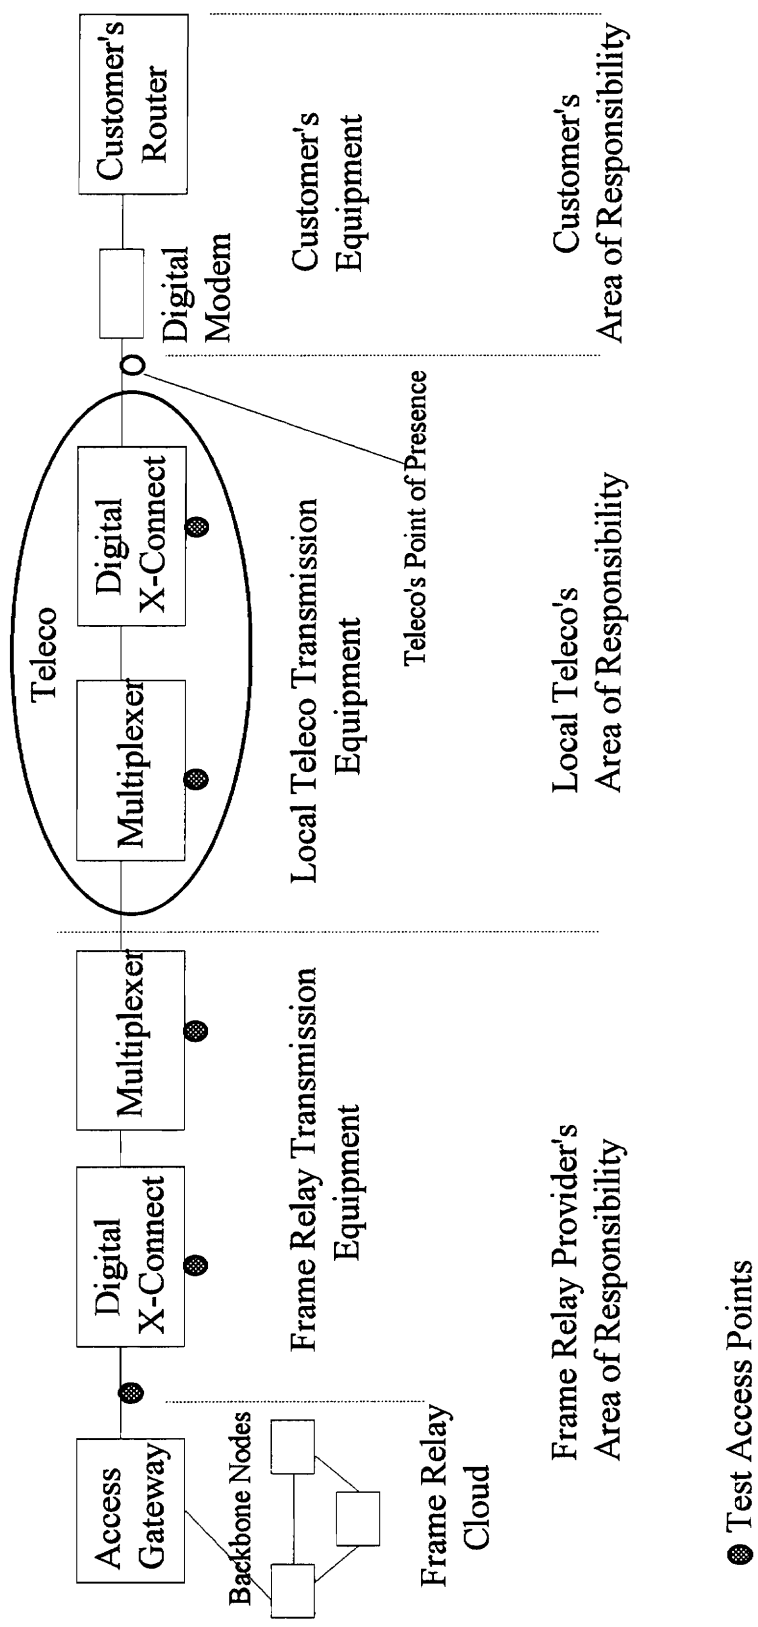 Teleco
Access
Gateway
Digital
X-Connect
Multiplexer
Multiplexer
Digital
X-Connect
Customer's
Router
Digital
Modem
Backbone Nodes
Frame Relay
Cloud
Frame Relay Transmission
Equipment
Local Teleco Transmission
Equipment
Customer's
Equipment
Teleco's Point of Presence
Frame Relay Provider's
Area of Responsibility
Local Teleco's
Area of Responsibility
Customer's
Area of Responsibility
Test Access Points